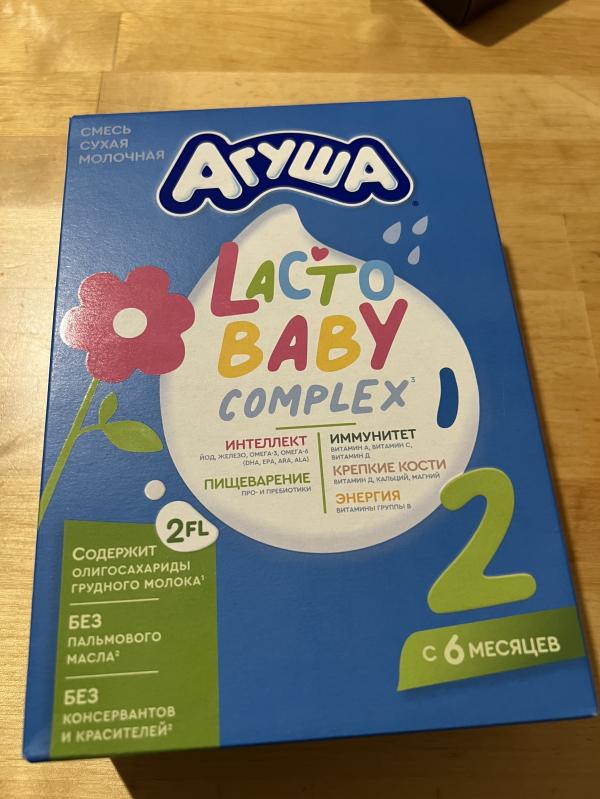 СМЕСЬ
СУХАЯ
МОЛОЧНАЯ
АГУША
LACTO
BABY
COMPLEX³
ИНТЕЛЛЕКТ
ЙОД, ЖЕЛЕЗО, ОМЕГА-3, ОМЕГА-6
(DHA, EPA, ARA, ALA)
ПИЩЕВАРЕНИЕ
ПРО- И ПРЕБИОТИКИ
ИММУНИТЕТ
ВИТАМИН А, ВИТАМИН С,
ВИТАМИН Д
КРЕПКИЕ КОСТИ
ВИТАМИН Д, КАЛЬЦИЙ, МАГНИЙ
ЭНЕРГИЯ
ВИТАМИНЫ ГРУППЫ В
2FL
СОДЕРЖИТ
ОЛИГОСАХАРИДЫ
ГРУДНОГО МОЛОКА¹
БЕЗ
ПАЛЬМОВОГО
МАСЛА²
БЕЗ
КОНСЕРВАНТОВ
И КРАСИТЕЛЕЙ²
2
С 6 МЕСЯЦЕВ